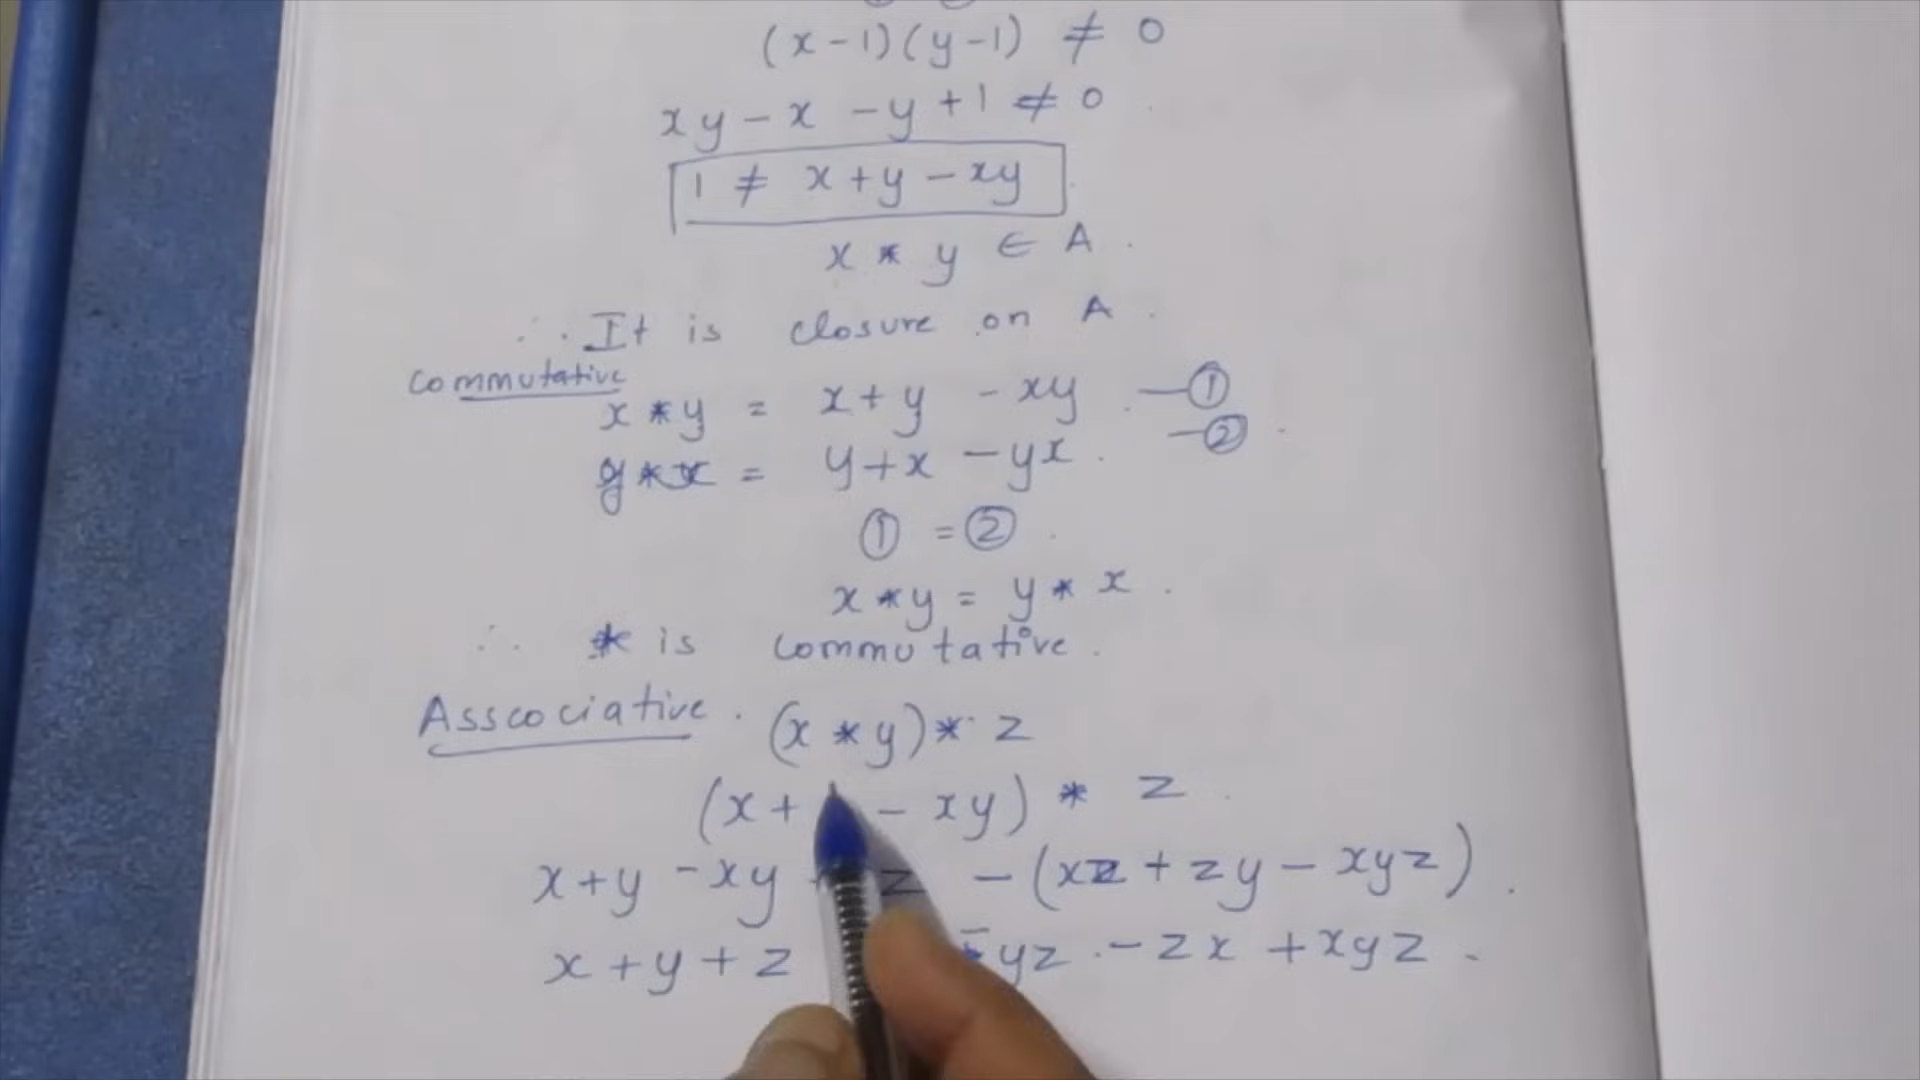 (x-1)(y-1) ≠ 0
xy - x - y + 1 ≠ 0
1 ≠ x + y - xy
x * y ∈ A.
∴ It is closure on A.
Commutative
x * y = x + y - xy. —①
y * x = y + x - yx. —②
① = ②.
x * y = y * x.
∴ * is commutative.
Asscociative. (x * y) * z
(x + - xy) * z.
x + y - xy + z - (xz + zy - xyz).
x + y + z - yz - zx + xyz.